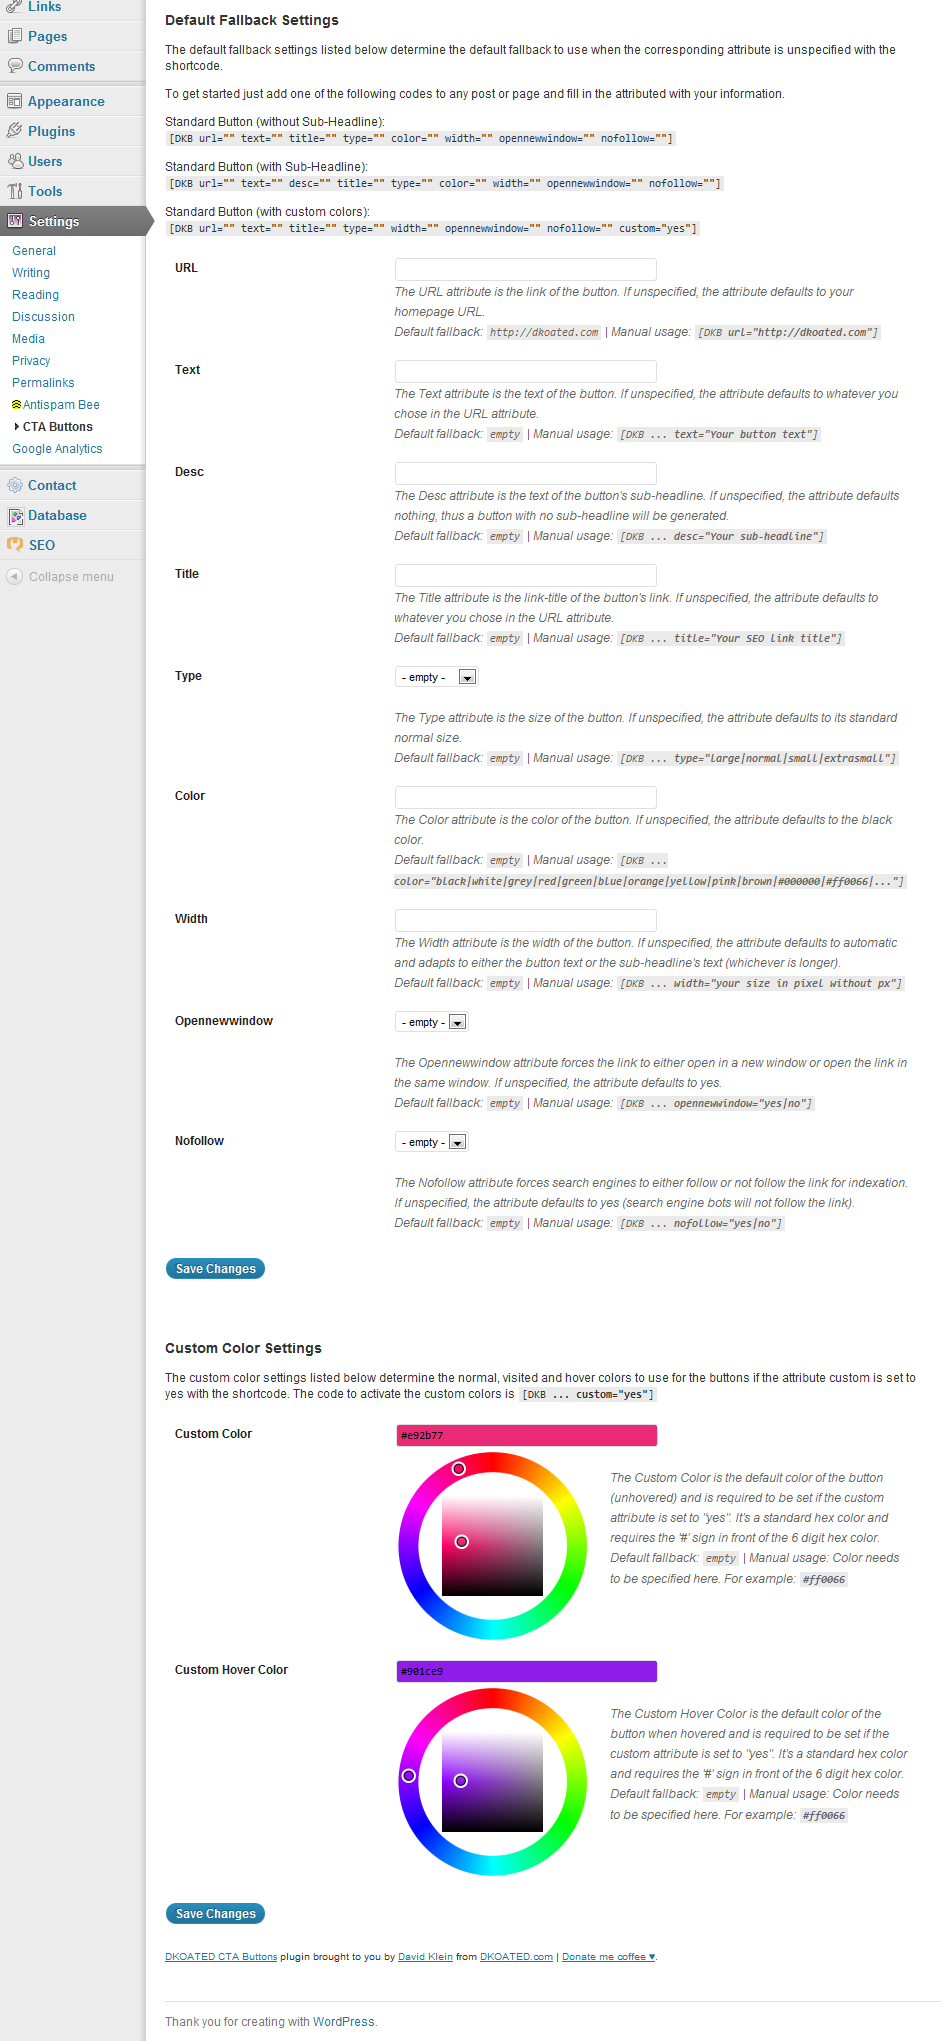 Links
Pages
Comments
Appearance
Plugins
Users
Tools
Settings
General
Writing
Reading
Discussion
Media
Privacy
Permalinks
Antispam Bee
CTA Buttons
Google Analytics
Contact
Database
SEO
Collapse menu
Default Fallback Settings
The default fallback settings listed below determine the default fallback to use when the corresponding attribute is unspecified with the
shortcode.
To get started just add one of the following codes to any post or page and fill in the attributed with your information.
Standard Button (without Sub-Headline):
[DKB url="" text="" title="" type="" color="" width="" opennewwindow="" nofollow=""]
Standard Button (with Sub-Headline):
[DKB url="" text="" desc="" title="" type="" color="" width="" opennewwindow="" nofollow=""]
Standard Button (with custom colors):
[DKB url="" text="" title="" type="" width="" opennewwindow="" nofollow="" custom="yes"]
URL
The URL attribute is the link of the button. If unspecified, the attribute defaults to your
homepage URL.
Default fallback: http://dkoated.com | Manual usage: [DKB url="http://dkoated.com"]
Text
The Text attribute is the text of the button. If unspecified, the attribute defaults to whatever you
chose in the URL attribute.
Default fallback: empty | Manual usage: [DKB ... text="Your button text"]
Desc
The Desc attribute is the text of the button's sub-headline. If unspecified, the attribute defaults
nothing, thus a button with no sub-headline will be generated.
Default fallback: empty | Manual usage: [DKB ... desc="Your sub-headline"]
Title
The Title attribute is the link-title of the button's link. If unspecified, the attribute defaults to
whatever you chose in the URL attribute.
Default fallback: empty | Manual usage: [DKB ... title="Your SEO link title"]
Type
- empty -
The Type attribute is the size of the button. If unspecified, the attribute defaults to its standard
normal size.
Default fallback: empty | Manual usage: [DKB ... type="large|normal|small|extrasmall"]
Color
The Color attribute is the color of the button. If unspecified, the attribute defaults to the black
color.
Default fallback: empty | Manual usage: [DKB ...
color="black|white|grey|red|green|blue|orange|yellow|pink|brown|#000000|#ff0066|..."]
Width
The Width attribute is the width of the button. If unspecified, the attribute defaults to automatic
and adapts to either the button text or the sub-headline's text (whichever is longer).
Default fallback: empty | Manual usage: [DKB ... width="your size in pixel without px"]
Opennewwindow
- empty -
The Opennewwindow attribute forces the link to either open in a new window or open the link in
the same window. If unspecified, the attribute defaults to yes.
Default fallback: empty | Manual usage: [DKB ... opennewwindow="yes|no"]
Nofollow
- empty -
The Nofollow attribute forces search engines to either follow or not follow the link for indexation.
If unspecified, the attribute defaults to yes (search engine bots will not follow the link).
Default fallback: empty | Manual usage: [DKB ... nofollow="yes|no"]
Save Changes
Custom Color Settings
The custom color settings listed below determine the normal, visited and hover colors to use for the buttons if the attribute custom is set to
yes with the shortcode. The code to activate the custom colors is [DKB ... custom="yes"]
Custom Color
#e92b77
The Custom Color is the default color of the button
(unhovered) and is required to be set if the custom
attribute is set to "yes". It's a standard hex color and
requires the '#' sign in front of the 6 digit hex color.
Default fallback: empty | Manual usage: Color needs
to be specified here. For example: #ff0066
Custom Hover Color
#901ce9
The Custom Hover Color is the default color of the
button when hovered and is required to be set if the
custom attribute is set to "yes". It's a standard hex color
and requires the '#' sign in front of the 6 digit hex color.
Default fallback: empty | Manual usage: Color needs
to be specified here. For example: #ff0066
Save Changes
DKOATED CTA Buttons plugin brought to you by David Klein from DKOATED.com | Donate me coffee ♥.
Thank you for creating with WordPress.